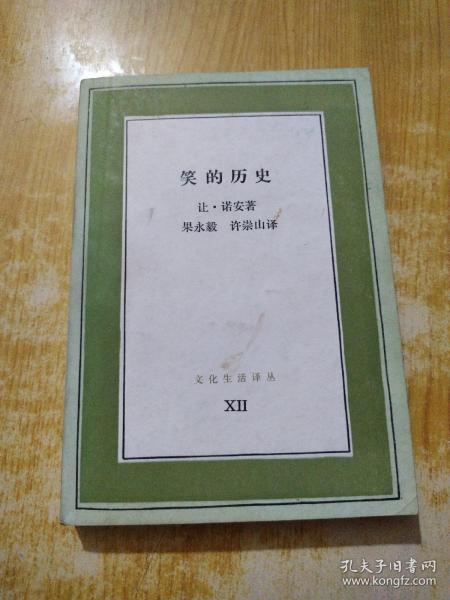 笑的历史
让·诺安著
果永毅 许崇山译
文化生活译丛
XII
孔夫子旧书网
www.kongfz.com